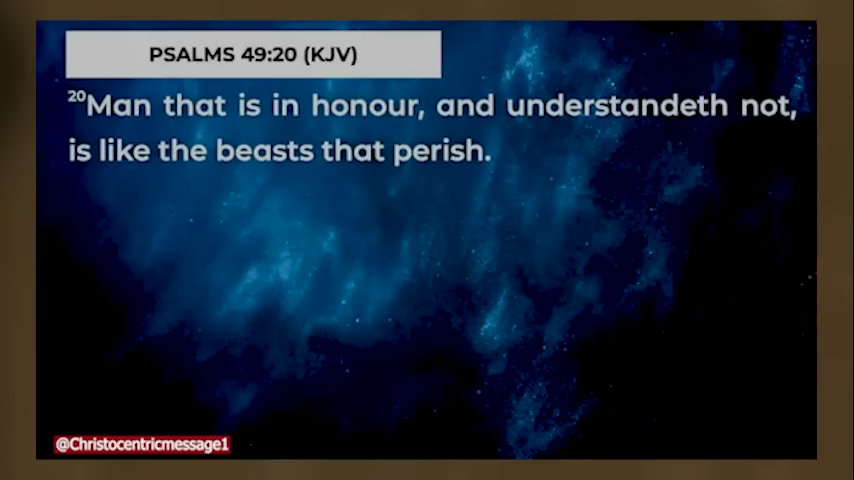 PSALMS 49:20 (KJV)
20Man that is in honour, and understandeth not,
is like the beasts that perish.
@Christocentricmessage1